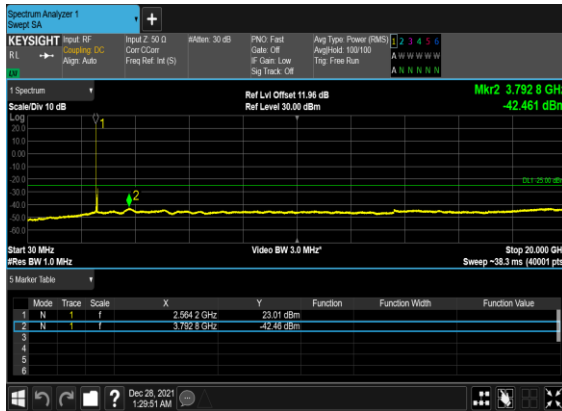 Spectrum Analyzer 1
Swept SA
+
KEYSIGHT Input: RF Input Z: 50 Ω #Atten: 30 dB PNO: Fast Avg Type: Power (RMS) 1 2 3 4 5 6
RL Coupling: DC Corr CCorr Gate: Off Avg|Hold: 100/100 A W W W W W
Align: Auto Freq Ref: Int (S) IF Gain: Low Trig: Free Run
Sig Track: Off A N N N N N
1 Spectrum Ref Lvl Offset 11.96 dB Mkr2 3.792 8 GHz
Scale/Div 10 dB Ref Level 30.00 dBm -42.461 dBm
Log
20.0
10.0
0.00
-10.0
-20.0
-30.0
-40.0
-50.0
-60.0
1
2
DL1 -25.00 dBm
Start 30 MHz Video BW 3.0 MHz* Stop 20.000 GHz
#Res BW 1.0 MHz Sweep ~38.3 ms (40001 pts)
5 Marker Table
Mode Trace Scale X Y Function Function Width Function Value
1 N 1 f 2.564 2 GHz 23.01 dBm
2 N 1 f 3.792 8 GHz -42.46 dBm
3
4
5
6
? Dec 28, 2021
1:29:51 AM